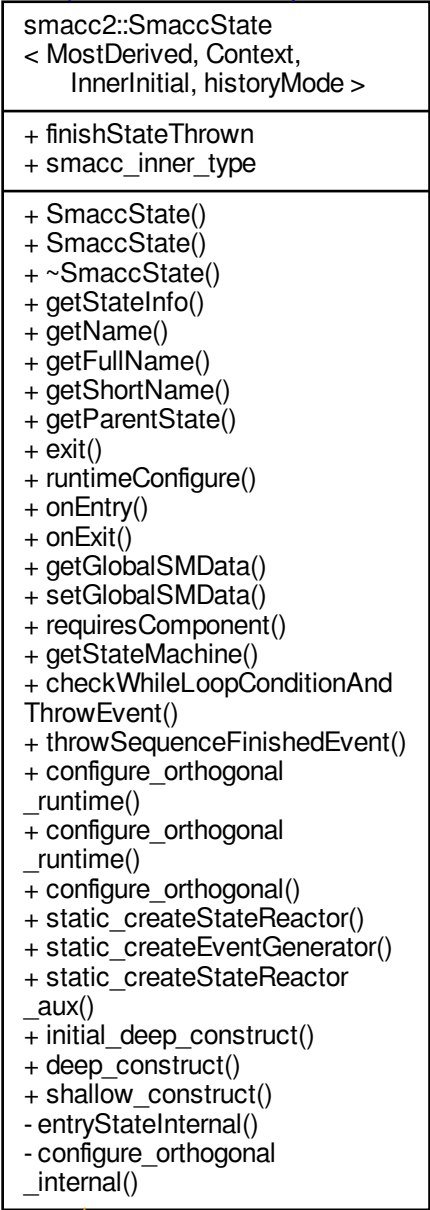 smacc2::SmaccState
< MostDerived, Context,
InnerInitial, historyMode >
+ finishStateThrown
+ smacc_inner_type
+ SmaccState()
+ SmaccState()
+ ~SmaccState()
+ getStateInfo()
+ getName()
+ getFullName()
+ getShortName()
+ getParentState()
+ exit()
+ runtimeConfigure()
+ onEntry()
+ onExit()
+ getGlobalSMData()
+ setGlobalSMData()
+ requiresComponent()
+ getStateMachine()
+ checkWhileLoopConditionAnd
ThrowEvent()
+ throwSequenceFinishedEvent()
+ configure_orthogonal
_runtime()
+ configure_orthogonal
_runtime()
+ configure_orthogonal()
+ static_createStateReactor()
+ static_createEventGenerator()
+ static_createStateReactor
_aux()
+ initial_deep_construct()
+ deep_construct()
+ shallow_construct()
- entryStateInternal()
- configure_orthogonal
_internal()